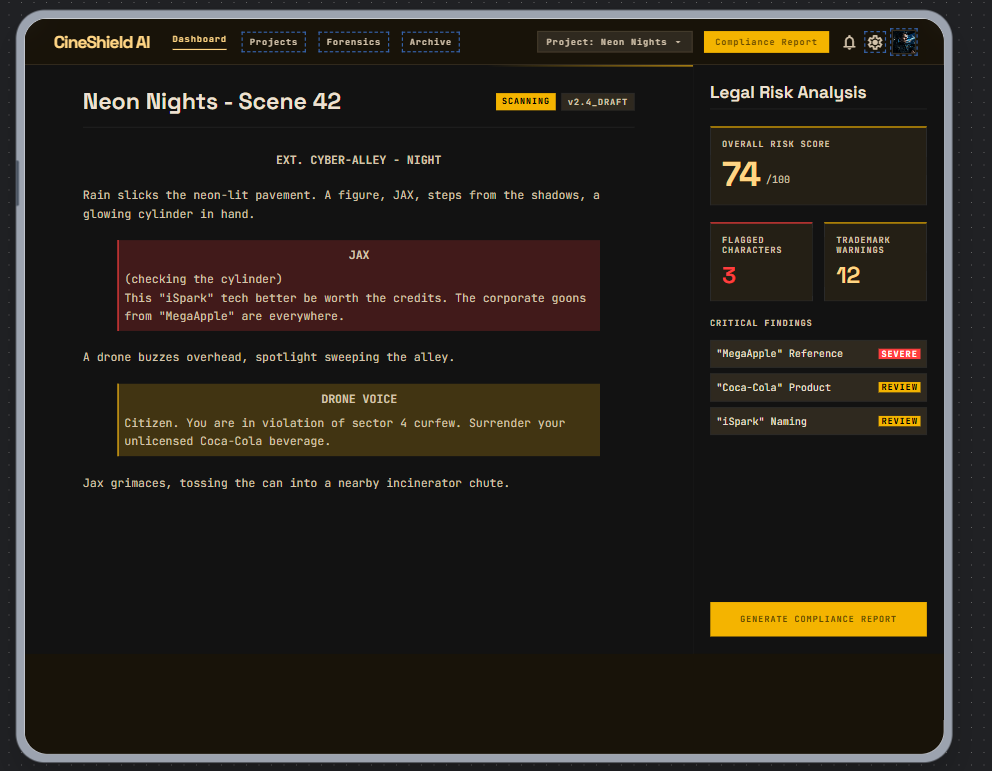 CineShield AI
Dashboard
Projects
Forensics
Archive
Project: Neon Nights
Compliance Report
Neon Nights - Scene 42
SCANNING
v2.4_DRAFT
EXT. CYBER-ALLEY - NIGHT
Rain slicks the neon-lit pavement. A figure, JAX, steps from the shadows, a
glowing cylinder in hand.
JAX
(checking the cylinder)
This "iSpark" tech better be worth the credits. The corporate goons
from "MegaApple" are everywhere.
A drone buzzes overhead, spotlight sweeping the alley.
DRONE VOICE
Citizen. You are in violation of sector 4 curfew. Surrender your
unlicensed Coca-Cola beverage.
Jax grimaces, tossing the can into a nearby incinerator chute.
Legal Risk Analysis
OVERALL RISK SCORE
74 /100
FLAGGED
CHARACTERS
3
TRADEMARK
WARNINGS
12
CRITICAL FINDINGS
"MegaApple" Reference SEVERE
"Coca-Cola" Product REVIEW
"iSpark" Naming REVIEW
GENERATE COMPLIANCE REPORT